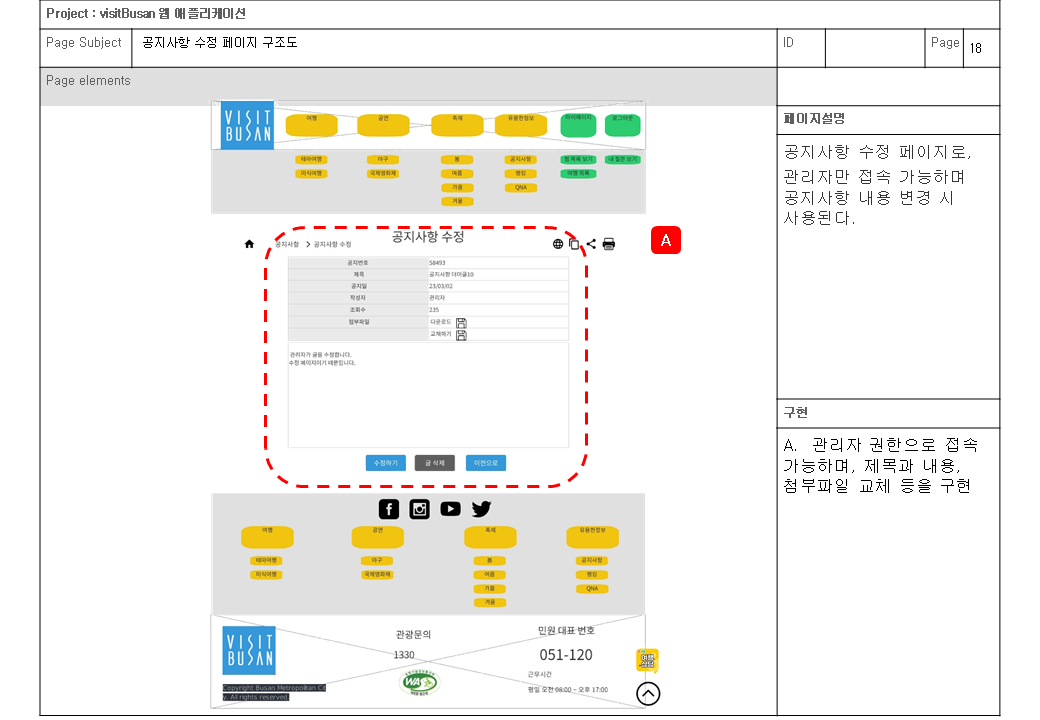 Project : visitBusan 웹 애플리케이션
Page Subject
공지사항 수정 페이지 구조도
ID
Page
18
Page elements
VISIT
BUSAN
여행
공연
축제
유용한정보
마이페이지
로그아웃
테마여행
야구
봄
공지사항
찜 목록 보기
내 질문 보기
미식여행
국제영화제
여름
랭킹
여행 목록
가을
QNA
겨울
공지사항 수정
공지사항 > 공지사항 수정
A
공지번호 58493
제목 공지사항 더미글10
공지일 23/03/02
작성자 관리자
조회수 235
첨부파일 다운로드
교체하기
관리자가 글을 수정합니다.
수정 페이지이기 때문입니다.
수정하기
글 삭제
이전으로
여행
공연
축제
유용한정보
테마여행
야구
봄
공지사항
미식여행
국제영화제
여름
랭킹
가을
QNA
겨울
VISIT
BUSAN
Copyright Busan Metropolitan Cit
y. All rights reserved.
관광문의
1330
WA
민원 대표 번호
051-120
근무시간
평일 오전 08:00 ~ 오후 17:00
여행
페이지설명
공지사항 수정 페이지로,
관리자만 접속 가능하며
공지사항 내용 변경 시
사용된다.
구현
A. 관리자 권한으로 접속
가능하며, 제목과 내용,
첨부파일 교체 등을 구현